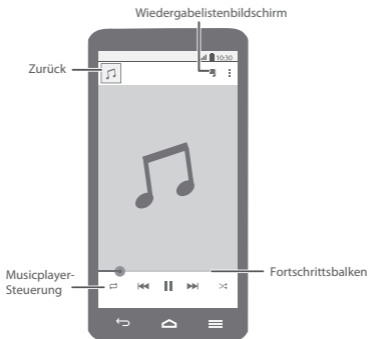 Wiedergabelistenbildschirm
10:30
Zurück
Musicplayer-
Steuerung
Fortschrittsbalken